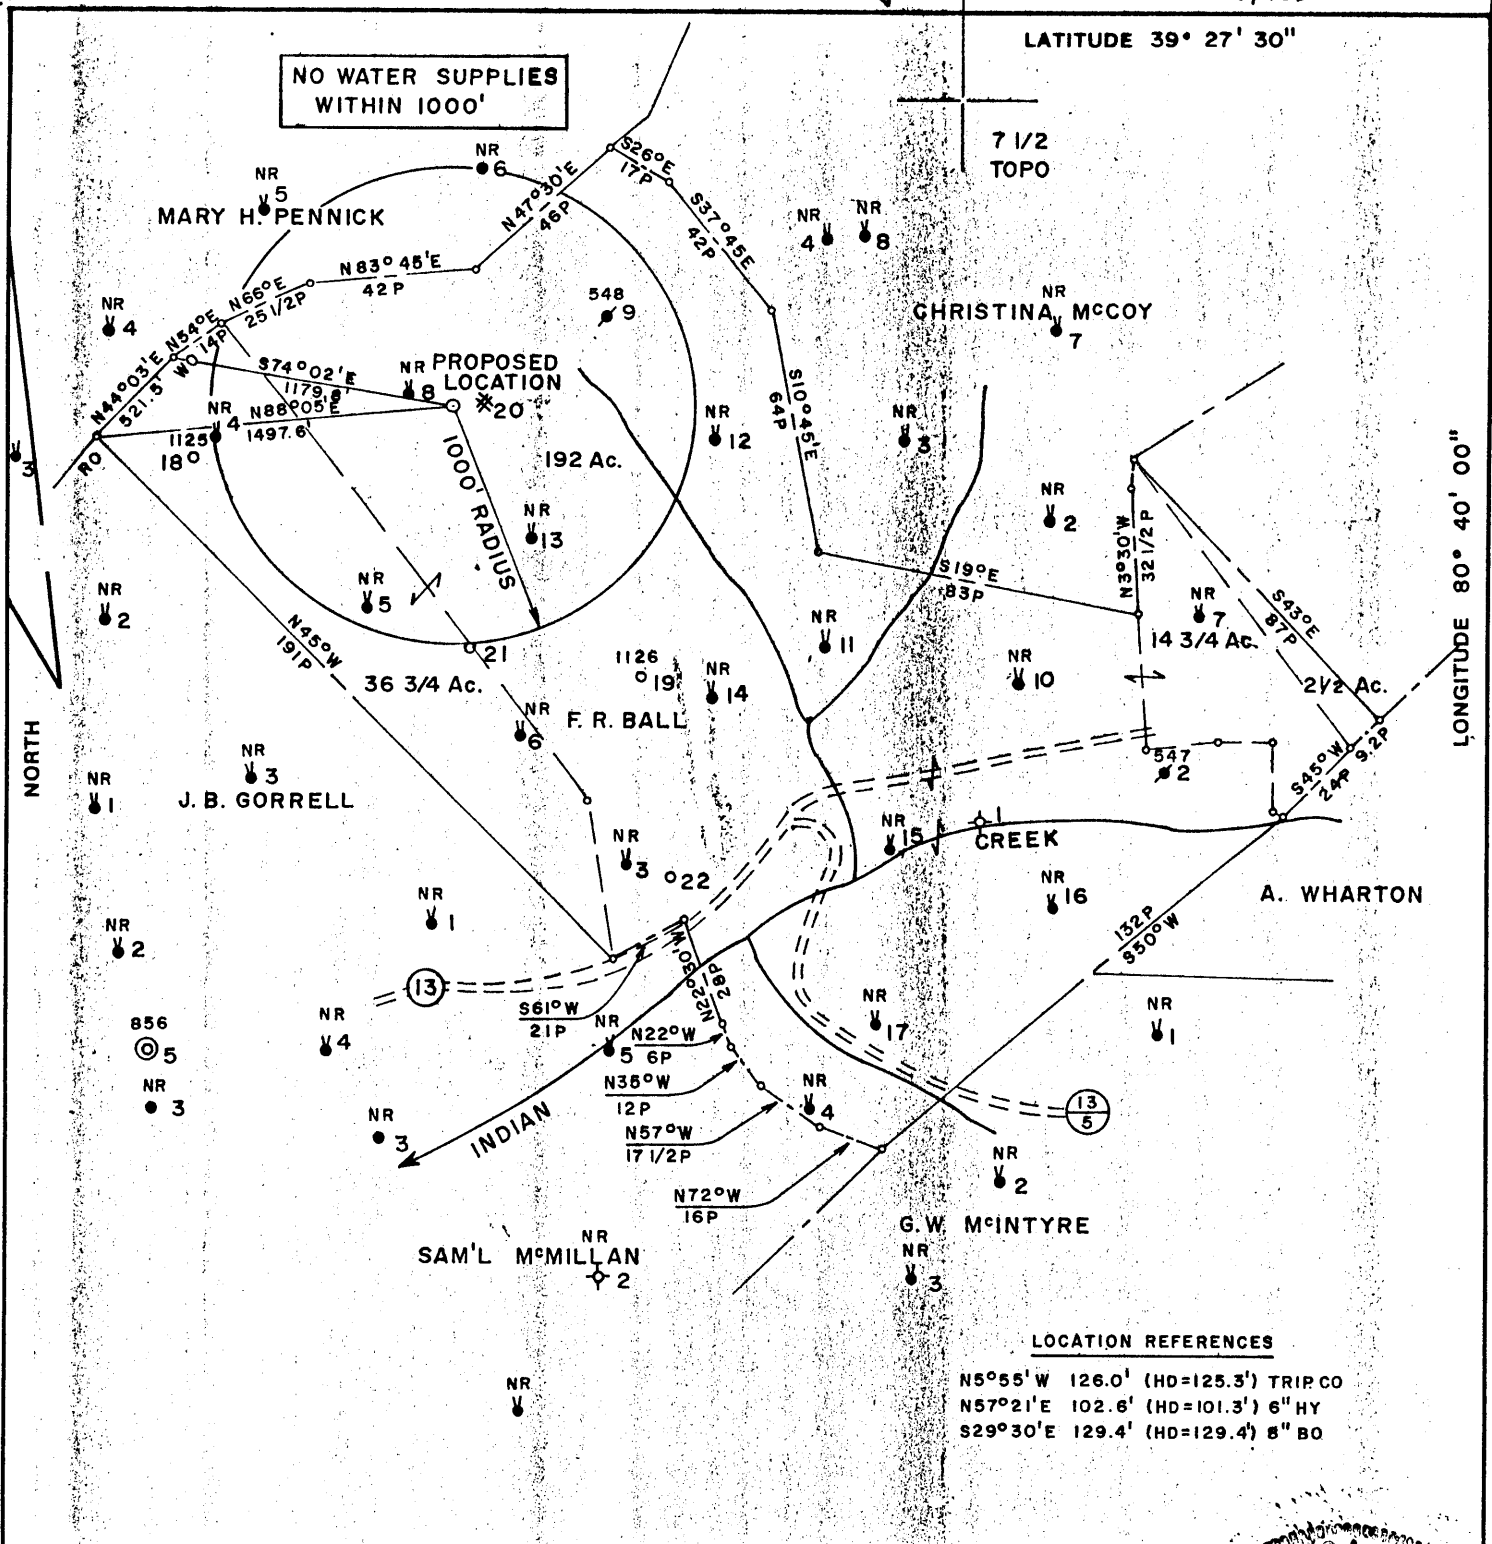 LATITUDE 39° 27' 30"
NO WATER SUPPLIES
WITHIN 1000'
7 1/2
TOPO
NR
6
S26°E
17P
NR
5
MARY H. PENNICK
N47°30'E
46P
S37°45E
42P
NR
4
NR
8
N83°45'E
42P
N66°E
25 1/2P
548
9
NR
4
CHRISTINA McCOY
NR
7
N54°E
14P
WO
N44°03'E
521.5'
S74°02'E
1179.8'
NR
8
PROPOSED
LOCATION
#20
N88°05'E
1497.6'
NR
4
1125
18
RO
3
S10°45'E
64P
NR
12
NR
3
192 Ac.
1000' RADIUS
NR
13
NR
2
N3°30'W
32 1/2 P
LONGITUDE 80° 40' 00"
S19°E
83P
NR
5
NR
2
NR
7
S43°E
87P
14 3/4 Ac.
N45°W
191P
21
36 3/4 Ac.
1126
19
NR
14
NR
11
NR
10
2 1/2 Ac.
F. R. BALL
NR
6
NORTH
NR
3
NR
1
J. B. GORRELL
547
2
S45°W
24P
9.2P
NR
15
1
CREEK
NR
3
22
NR
16
A. WHARTON
NR
1
NR
2
132P
S50°W
13
N22°30'W
28P
S61°W
21P
NR
5
N22°W
6P
NR
17
NR
1
856
5
NR
4
NR
3
N35°W
12P
NR
4
13
5
NR
3
INDIAN
N57°W
17 1/2P
N72°W
16P
NR
2
G.W. McINTYRE
NR
3
SAM'L McMILLAN
NR
2
LOCATION REFERENCES
N5°55'W 126.0' (HD=125.3') TRIP. CO
N57°21'E 102.6' (HD=101.3') 6" HY
S29°30'E 129.4' (HD=129.4') 8" BO
NR